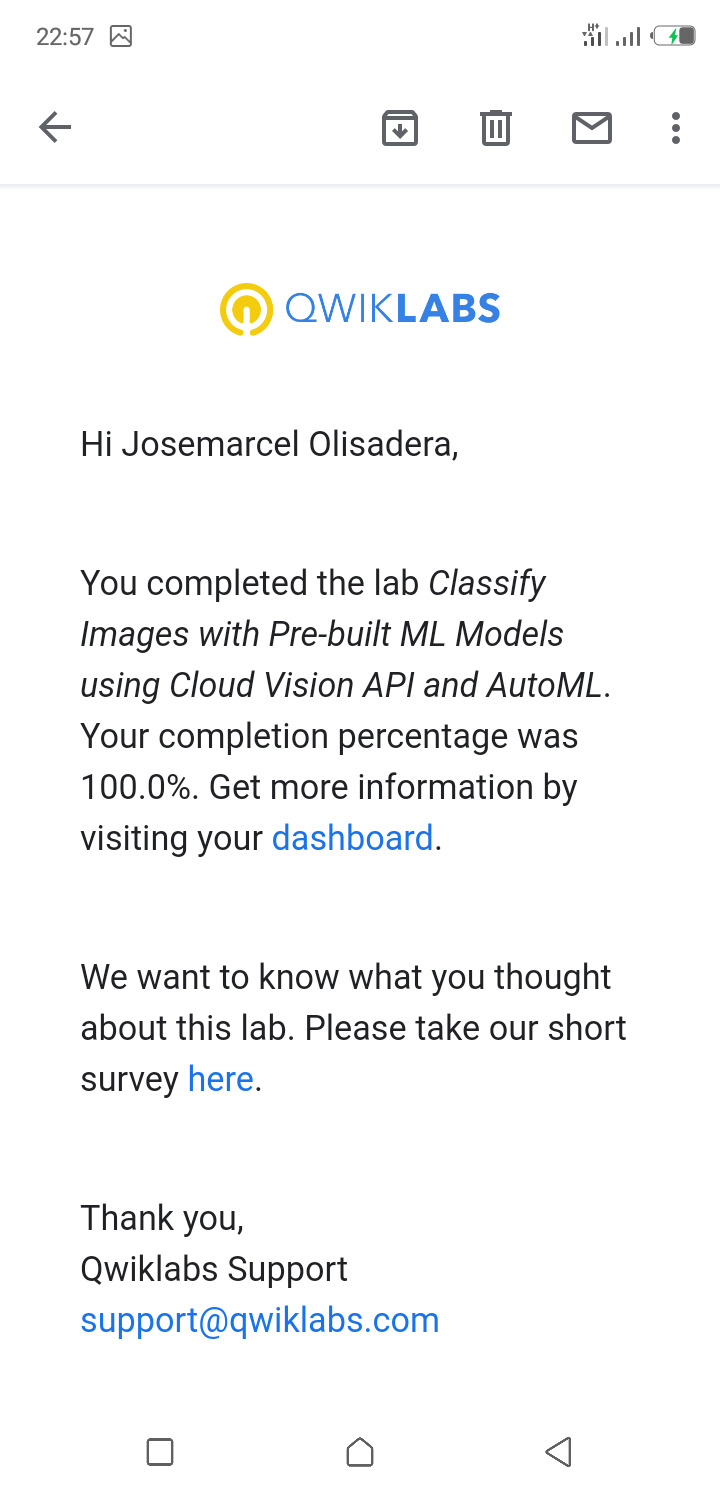 22:57
H+
QWIKLABS
Hi Josemarcel Olisadera,
You completed the lab Classify
Images with Pre-built ML Models
using Cloud Vision API and AutoML.
Your completion percentage was
100.0%. Get more information by
visiting your dashboard.
We want to know what you thought
about this lab. Please take our short
survey here.
Thank you,
Qwiklabs Support
support@qwiklabs.com